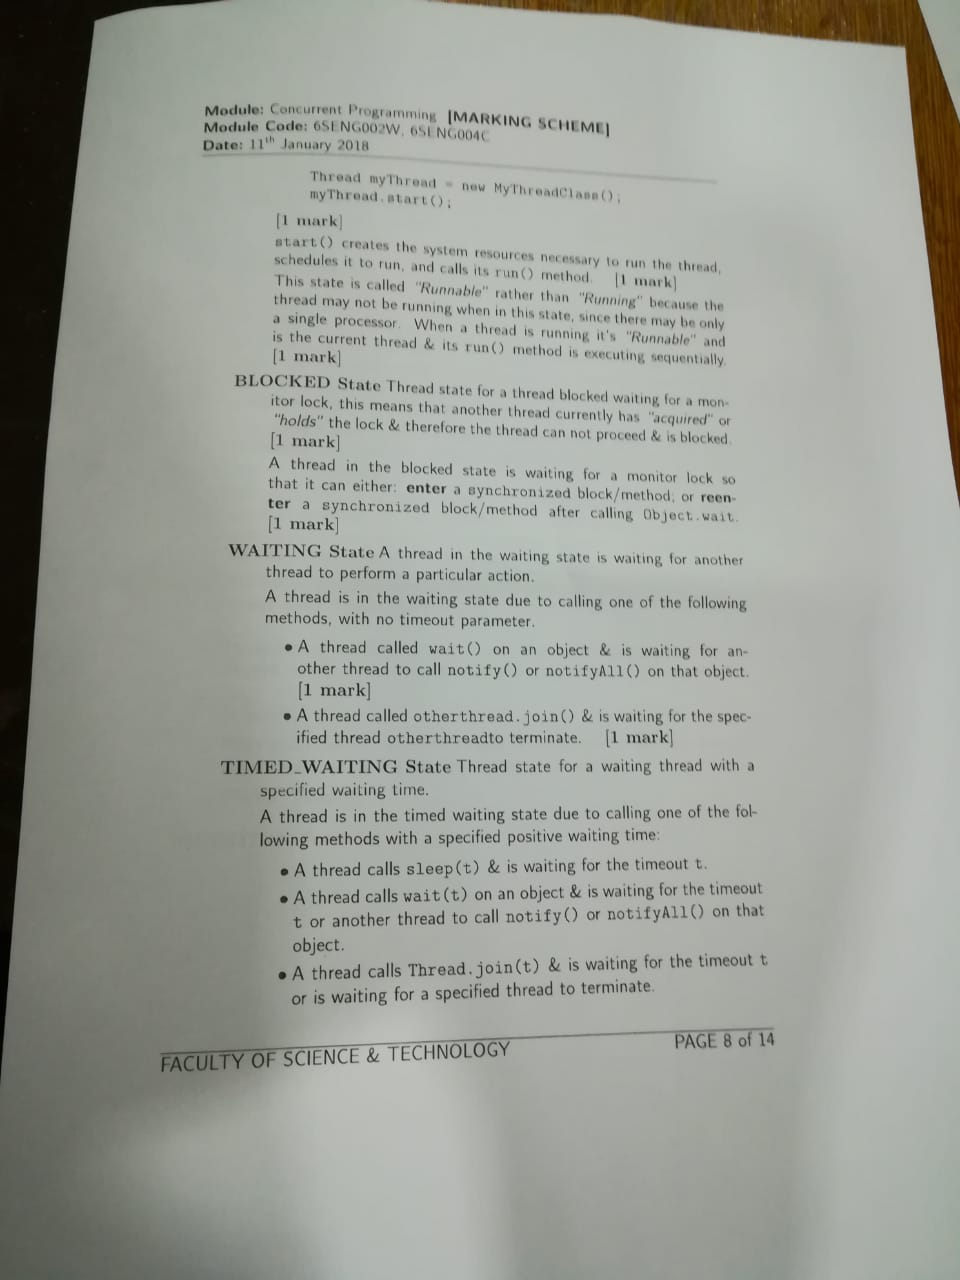 Module: Concurrent Programming [MARKING SCHEME]
Module Code: 6SENG002W, 6SENG004C
Date: 11th January 2018
Thread myThread = new MyThreadClass();
myThread.start();
[1 mark]
start() creates the system resources necessary to run the thread,
schedules it to run, and calls its run() method. [1 mark]
This state is called "Runnable" rather than "Running" because the
thread may not be running when in this state, since there may be only
a single processor. When a thread is running it's "Runnable" and
is the current thread & its run() method is executing sequentially.
[1 mark]
BLOCKED State Thread state for a thread blocked waiting for a mon-
itor lock, this means that another thread currently has "acquired" or
"holds" the lock & therefore the thread can not proceed & is blocked.
[1 mark]
A thread in the blocked state is waiting for a monitor lock so
that it can either: enter a synchronized block/method; or reen-
ter a synchronized block/method after calling Object.wait.
[1 mark]
WAITING State A thread in the waiting state is waiting for another
thread to perform a particular action.
A thread is in the waiting state due to calling one of the following
methods, with no timeout parameter.
• A thread called wait() on an object & is waiting for an-
other thread to call notify() or notifyAll() on that object.
[1 mark]
• A thread called otherthread.join() & is waiting for the spec-
ified thread otherthreadto terminate. [1 mark]
TIMED_WAITING State Thread state for a waiting thread with a
specified waiting time.
A thread is in the timed waiting state due to calling one of the fol-
lowing methods with a specified positive waiting time:
• A thread calls sleep(t) & is waiting for the timeout t.
• A thread calls wait(t) on an object & is waiting for the timeout
t or another thread to call notify() or notifyAll() on that
object.
• A thread calls Thread.join(t) & is waiting for the timeout t
or is waiting for a specified thread to terminate.
FACULTY OF SCIENCE & TECHNOLOGY PAGE 8 of 14